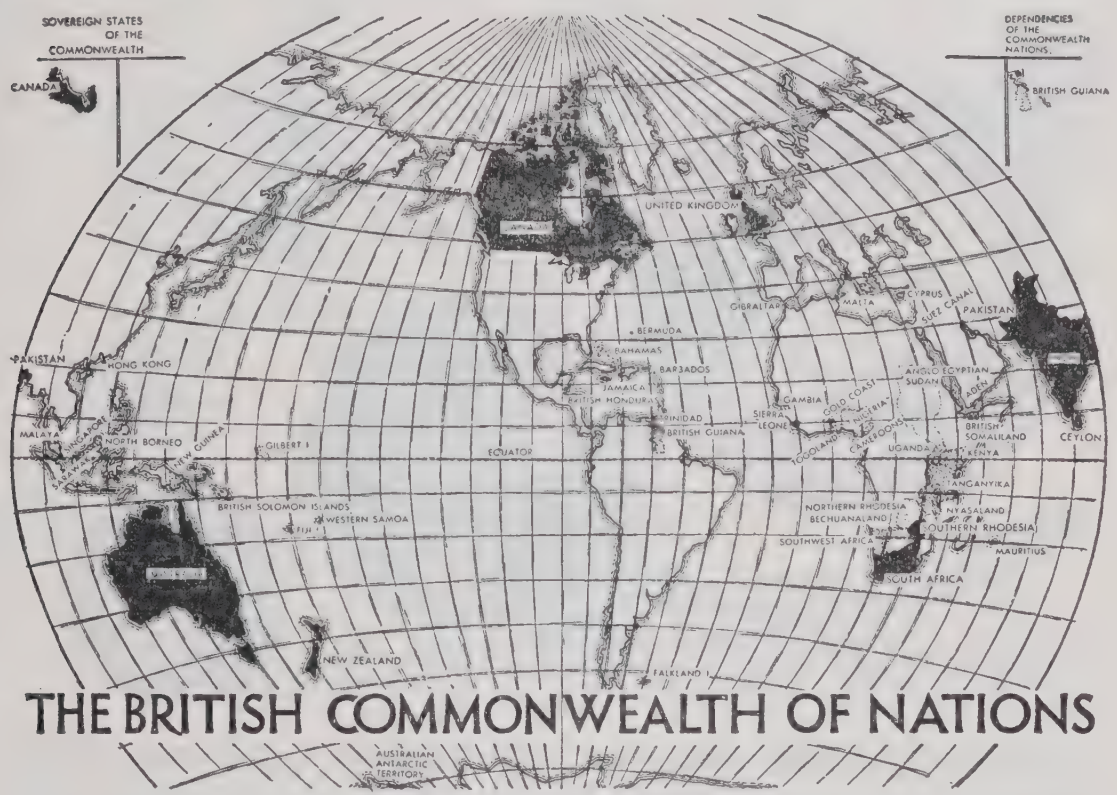 SOVEREIGN STATES
OF THE
COMMONWEALTH
CANADA
DEPENDENCIES
OF THE
COMMONWEALTH
NATIONS.
BRITISH GUIANA
UNITED KINGDOM
GIBRALTAR
MALTA
CYPRUS
SUEZ CANAL
PAKISTAN
BERMUDA
BAHAMAS
BARBADOS
JAMAICA
BRITISH HONDURAS
TRINIDAD
BRITISH GUIANA
PAKISTAN
HONG KONG
MALAYA
SINGAPORE
SARAWAK
NORTH BORNEO
NEW GUINEA
GILBERT I
EQUATOR
BRITISH SOLOMON ISLANDS
WESTERN SAMOA
FIJI I
ANGLO EGYPTIAN
SUDAN
ADEN
GAMBIA
SIERRA
LEONE
GOLD COAST
NIGERIA
TOGOLAND
CAMEROONS
BRITISH
SOMALILAND
CEYLON
UGANDA
KENYA
TANGANYIKA
NORTHERN RHODESIA
NYASALAND
BECHUANALAND
SOUTHERN RHODESIA
SOUTHWEST AFRICA
MAURITIUS
SOUTH AFRICA
NEW ZEALAND
FALKLAND I
THE BRITISH COMMONWEALTH OF NATIONS
AUSTRALIAN
ANTARCTIC
TERRITORY